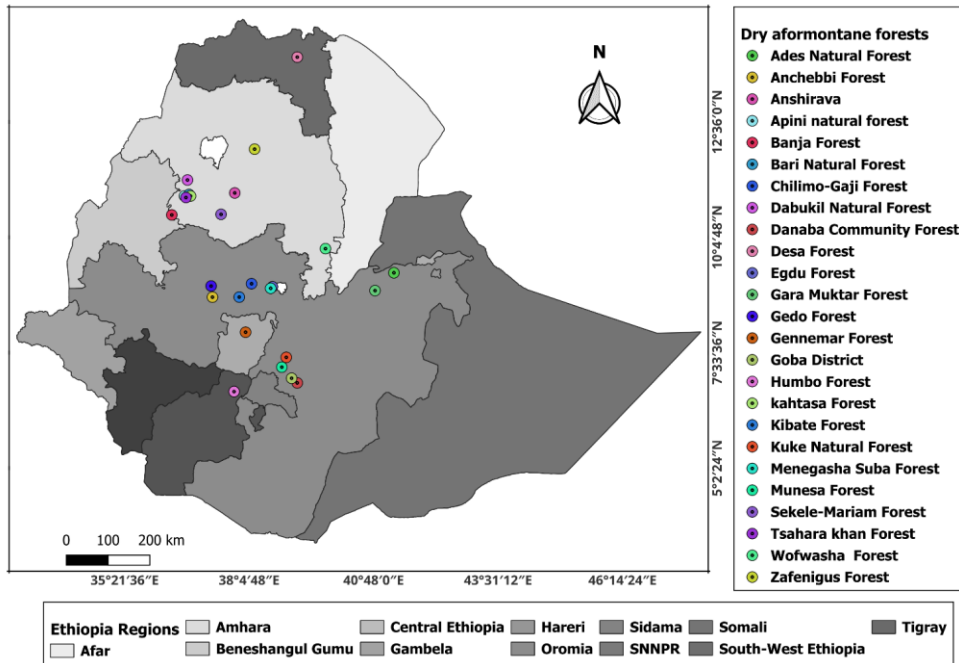 N
12°36′0″N
10°4′48″N
7°33′36″N
5°2′24″N
0 100 200 km
35°21′36″E 38°4′48″E 40°48′0″E 43°31′12″E 46°14′24″E
Dry aformontane forests
Ades Natural Forest
Anchebbi Forest
Anshirava
Apini natural forest
Banja Forest
Bari Natural Forest
Chilimo-Gaji Forest
Dabukil Natural Forest
Danaba Community Forest
Desa Forest
Egdu Forest
Gara Muktar Forest
Gedo Forest
Gennemar Forest
Goba District
Humbo Forest
kahtasa Forest
Kibate Forest
Kuke Natural Forest
Menegasha Suba Forest
Munesa Forest
Sekele-Mariam Forest
Tsahara khan Forest
Wofwasha Forest
Zafenigus Forest
Ethiopia Regions
Afar
Amhara
Beneshangul Gumu
Central Ethiopia
Gambela
Hareri
Oromia
Sidama
SNNPR
Somali
South-West Ethiopia
Tigray